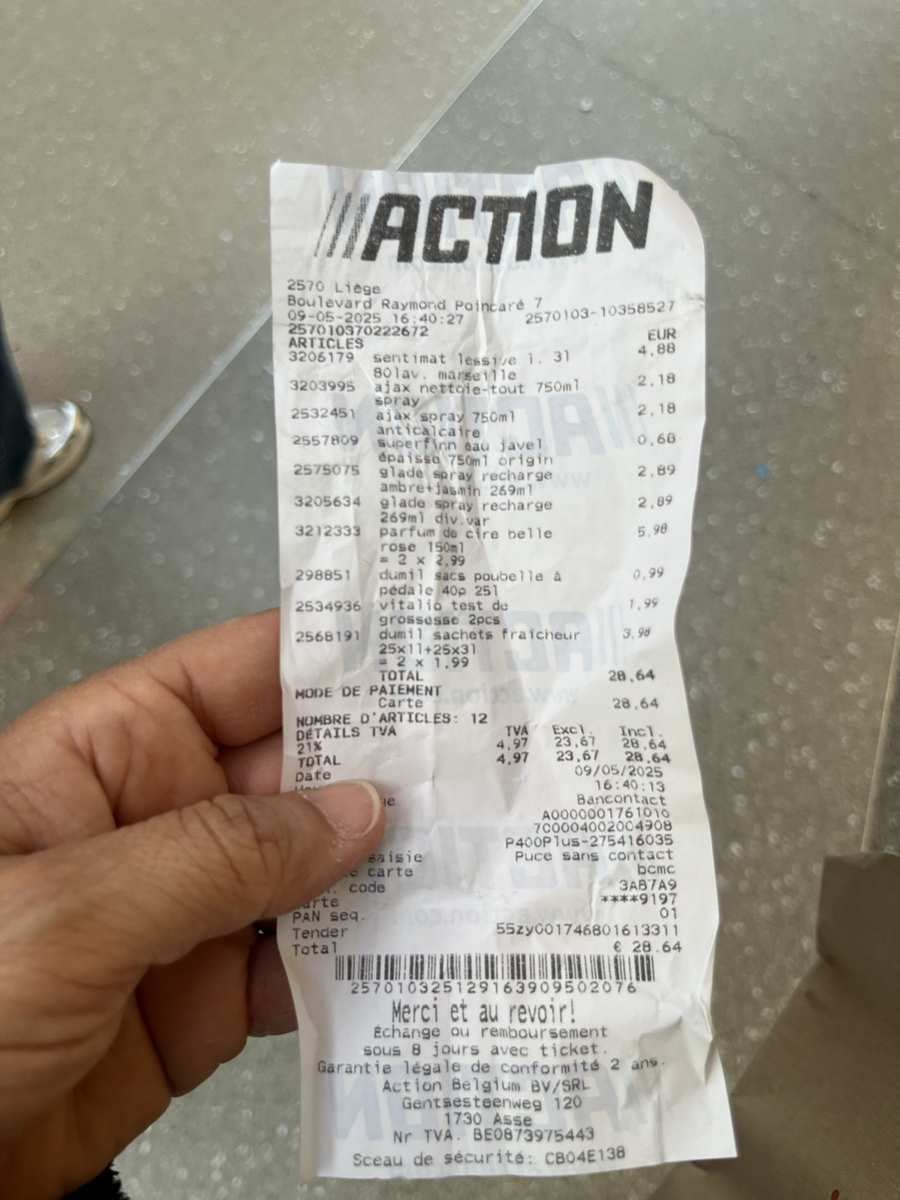 ACTION
2570 Liège
Boulevard Raymond Poincaré 7
09-05-2025 16:40:27 2570103-10358527
257010370222672
EUR
ARTICLES
3206179 sentimat lessive i. 3l 4,88
80lav. marseille
3203995 ajax nettoie-tout 750ml 2,18
spray
2532451 ajax spray 750ml 2,18
anticalcaire
2557809 superfinn eau javel 0,68
épaisse 750ml origin
2575075 glade spray recharge 2,89
ambre+jasmin 269ml
3205634 glade spray recharge 2,89
269ml div.var
3212333 parfum de cire belle 5,98
rose 150ml
= 2 x 2,99
298851 dumil sacs poubelle à 0,99
pédale 40p 25l
2534936 vitalio test de 1,99
grossesse 2pcs
2568191 dumil sachets fraîcheur 3,98
25x1l+25x3l
= 2 x 1,99
TOTAL 28,64
MODE DE PAIEMENT
Carte 28,64
NOMBRE D'ARTICLES: 12
DÉTAILS TVA TVA Excl. Incl.
21% 4,97 23,67 28,64
TOTAL 4,97 23,67 28,64
Date 09/05/2025
16:40:13
Bancontact
A0000001761010
7C0004002004908
P400Plus-275416035
saisie Puce sans contact
carte bcmc
code 3A87A9
****9197
PAN seq. 01
Tender 55zy001746801613311
Total € 28.64
257010325129163909502076
Merci et au revoir!
Échange ou remboursement
sous 8 jours avec ticket.
Garantie légale de conformité 2 ans.
Action Belgium BV/SRL
Gentsesteenweg 120
1730 Asse
Nr TVA. BE0873975443
Sceau de sécurité: CB04E138